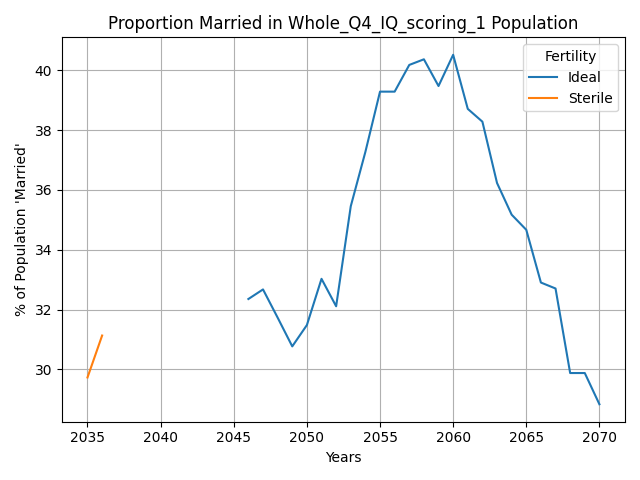 Proportion Married in Whole_Q4_IQ_scoring_1 Population
% of Population 'Married'
40
38
36
34
32
30
Fertility
Ideal
Sterile
2035 2040 2045 2050 2055 2060 2065 2070
Years